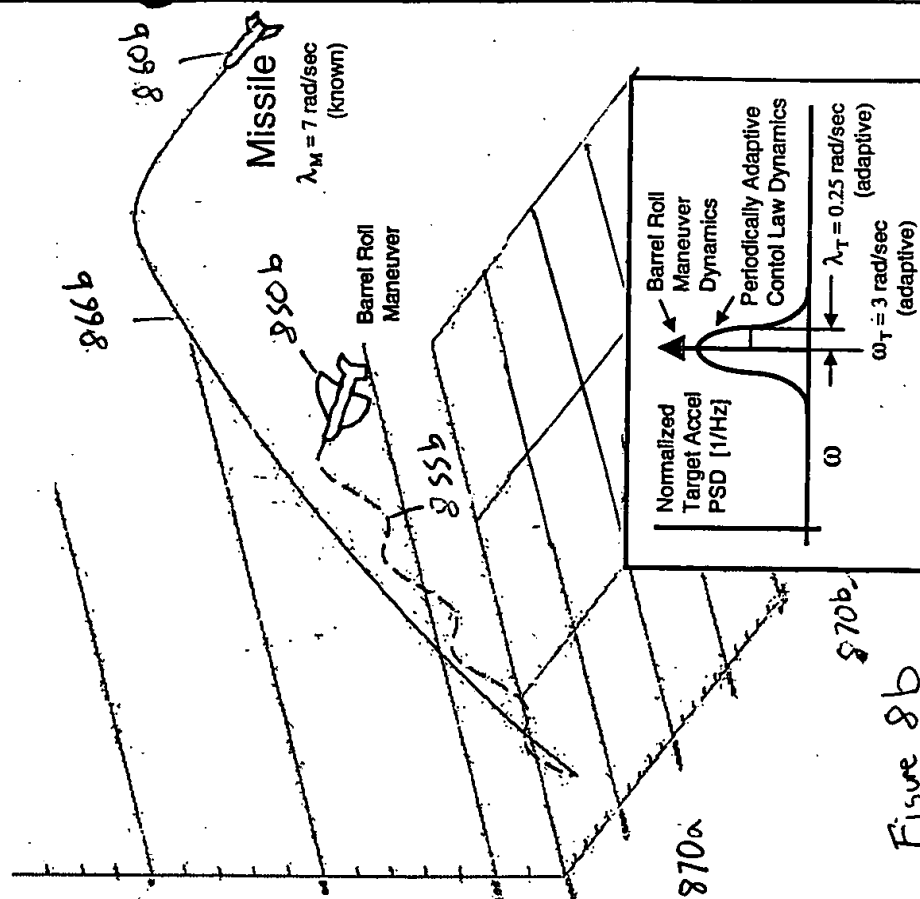 860b
Missile
λM = 7 rad/sec
(known)
866b
850b
Barrel Roll
Maneuver
855b
Normalized
Target Accel
PSD [1/Hz]
Barrel Roll
Maneuver
Dynamics
Periodically Adaptive
Contol Law Dynamics
λT = 0.25 rad/sec
(adaptive)
ωT = 3 rad/sec
(adaptive)
ω
870a
870b
Figure 8b